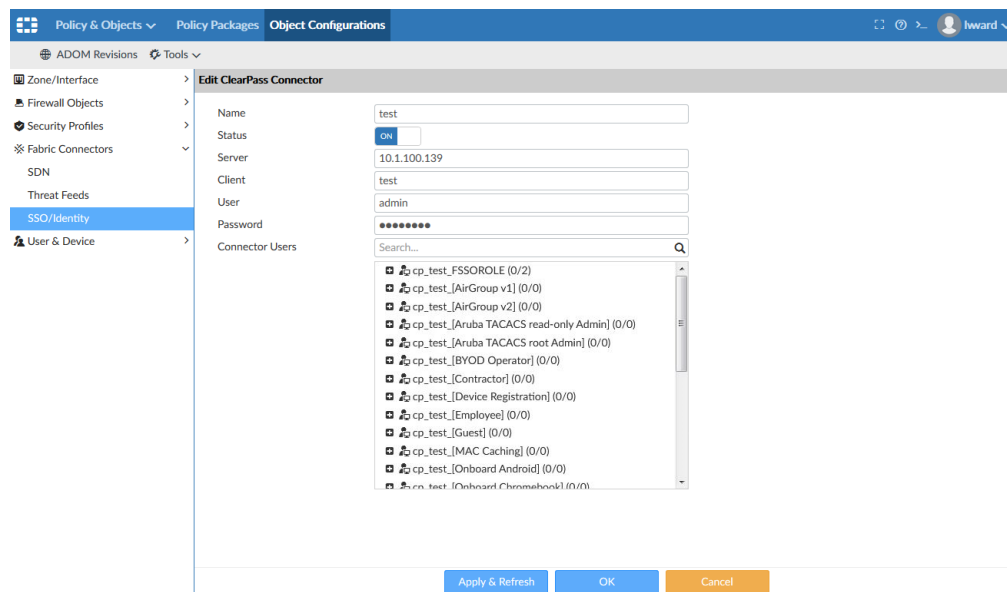 Policy & Objects Policy Packages Object Configurations lward
ADOM Revisions Tools
Zone/Interface
Firewall Objects
Security Profiles
Fabric Connectors
SDN
Threat Feeds
SSO/Identity
User & Device
Edit ClearPass Connector
Name test
Status ON
Server 10.1.100.139
Client test
User admin
Password ••••••••
Connector Users Search...
cp_test_FSSOROLE (0/2)
cp_test_[AirGroup v1] (0/0)
cp_test_[AirGroup v2] (0/0)
cp_test_[Aruba TACACS read-only Admin] (0/0)
cp_test_[Aruba TACACS root Admin] (0/0)
cp_test_[BYOD Operator] (0/0)
cp_test_[Contractor] (0/0)
cp_test_[Device Registration] (0/0)
cp_test_[Employee] (0/0)
cp_test_[Guest] (0/0)
cp_test_[MAC Caching] (0/0)
cp_test_[Onboard Android] (0/0)
cp_test_[Onboard Chromebook] (0/0)
Apply & Refresh OK Cancel